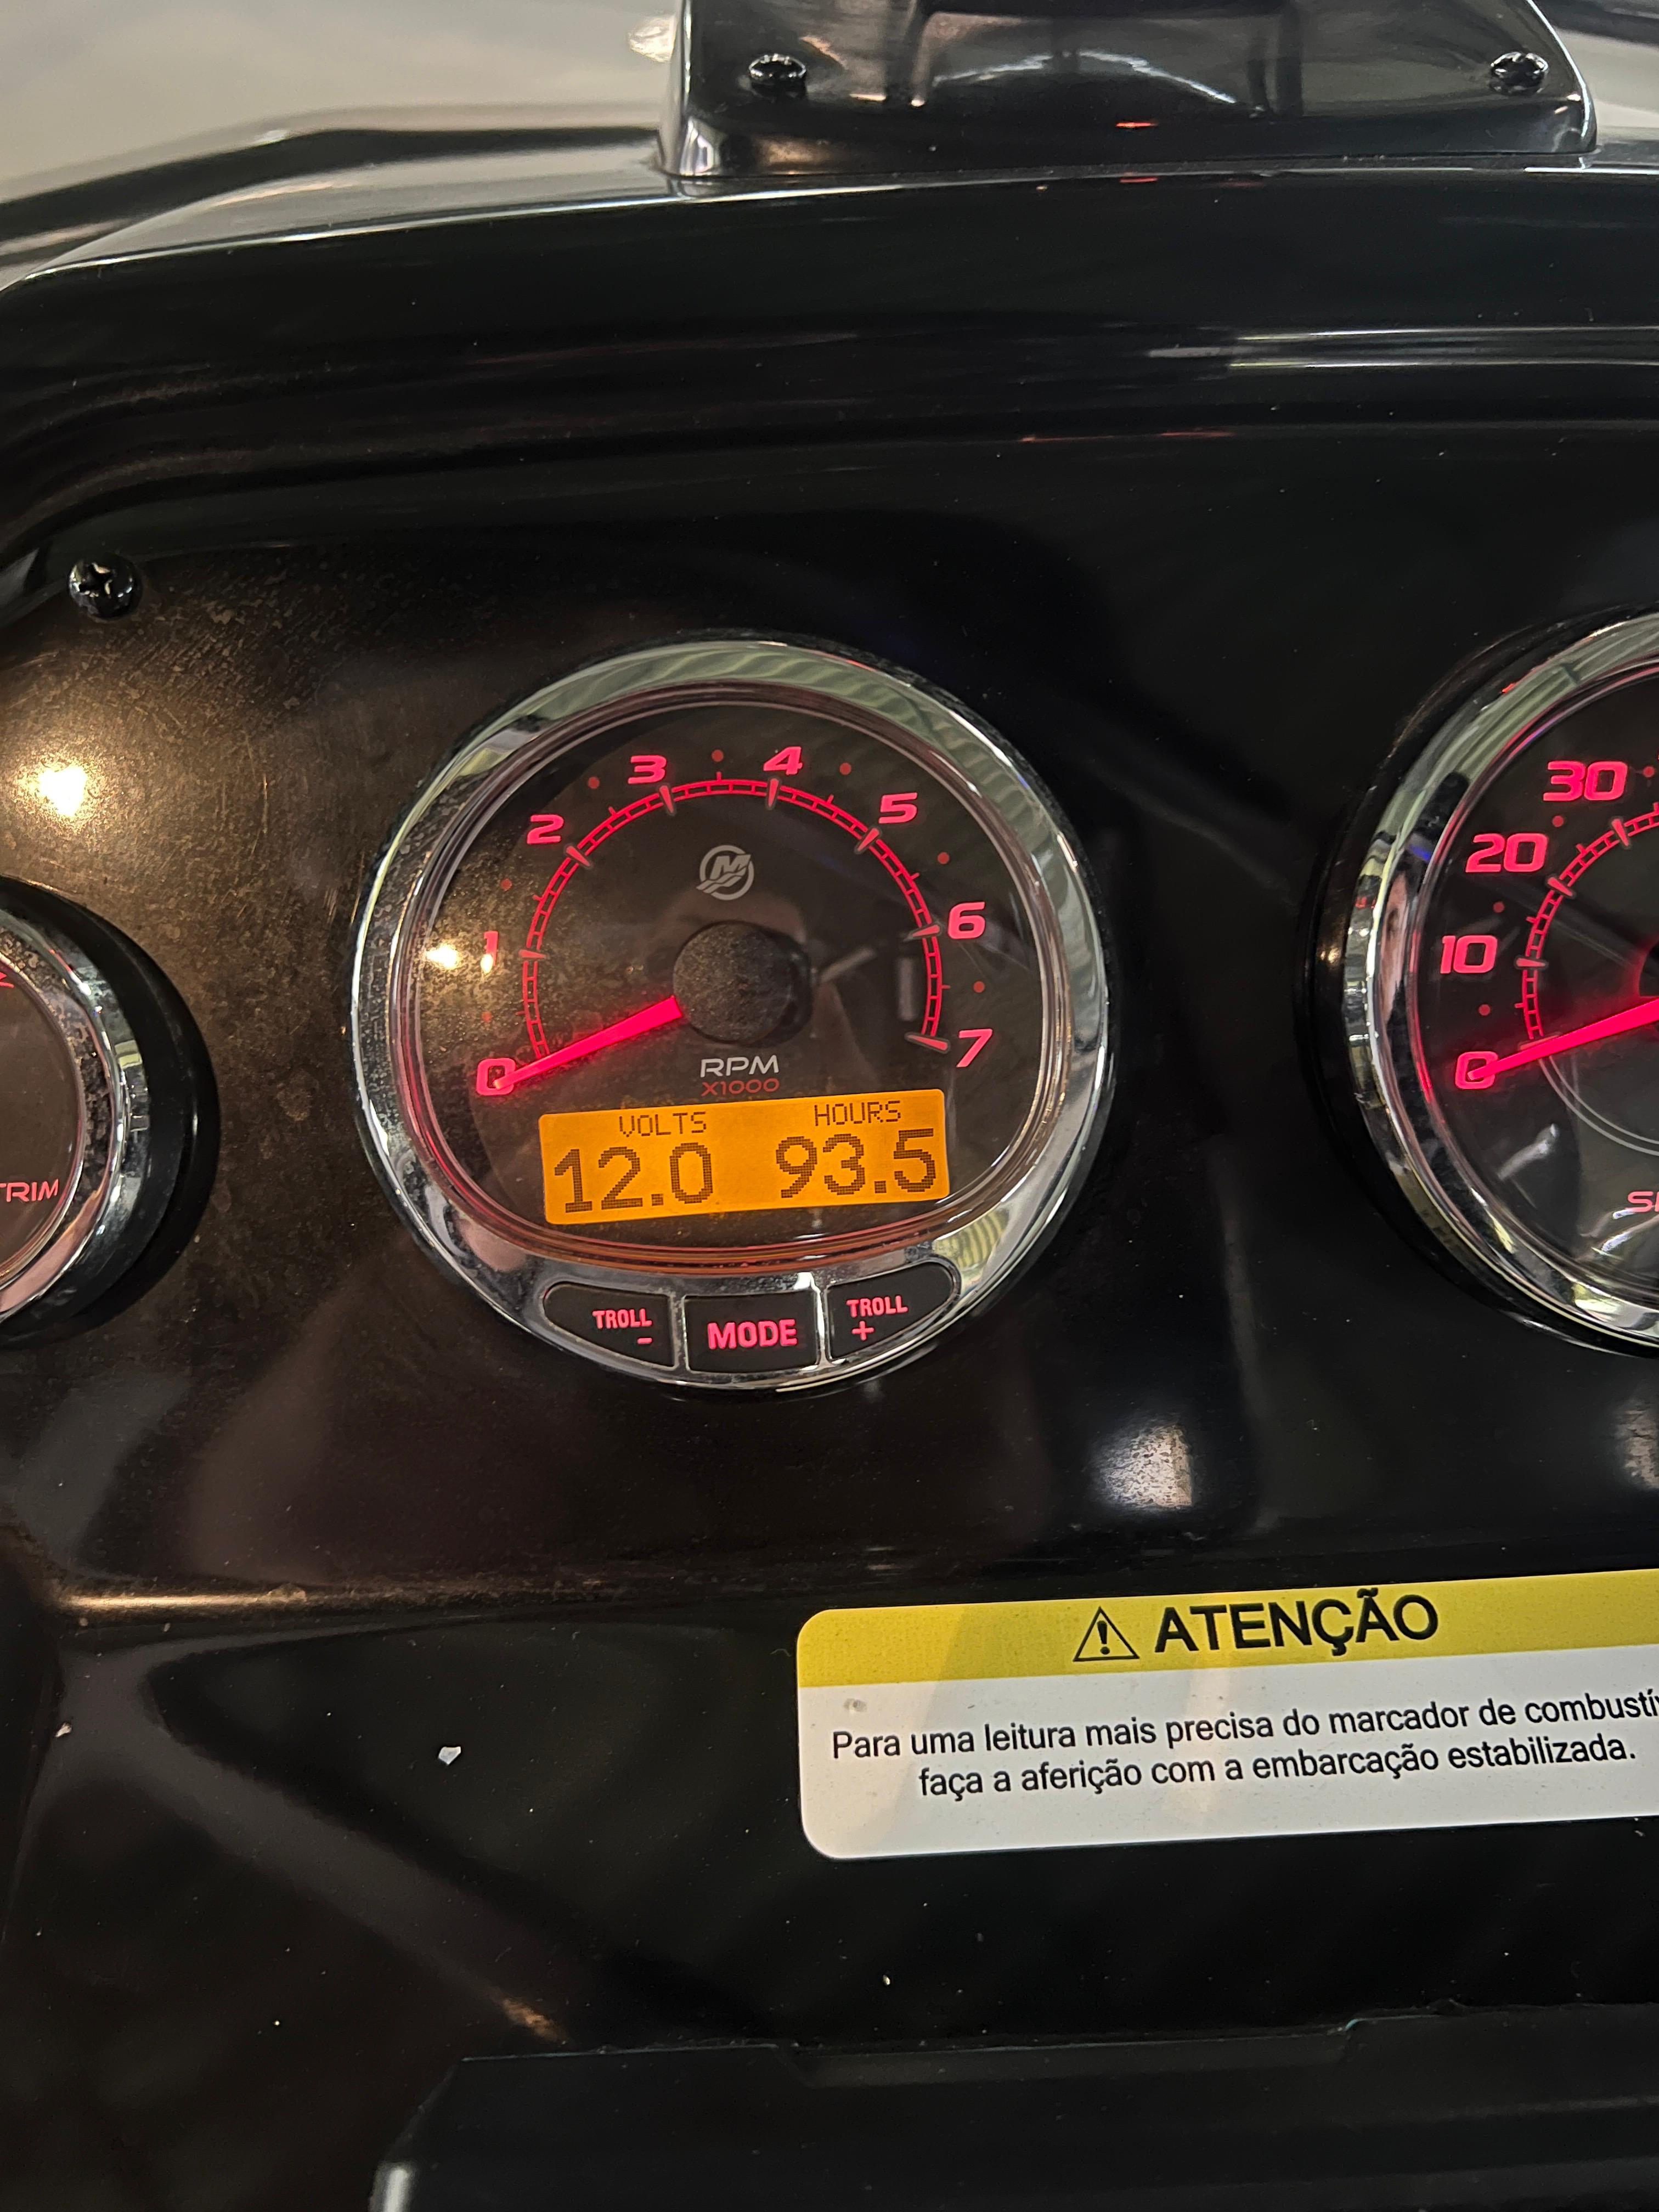 3 4
2 5
1 6
0 7
RPM
X1000
VOLTS HOURS
12.0 93.5
TROLL - MODE TROLL +
TRIM
30
20
10
0
ATENÇÃO
Para uma leitura mais precisa do marcador de
faça a aferição com a embarcação estabilizada.